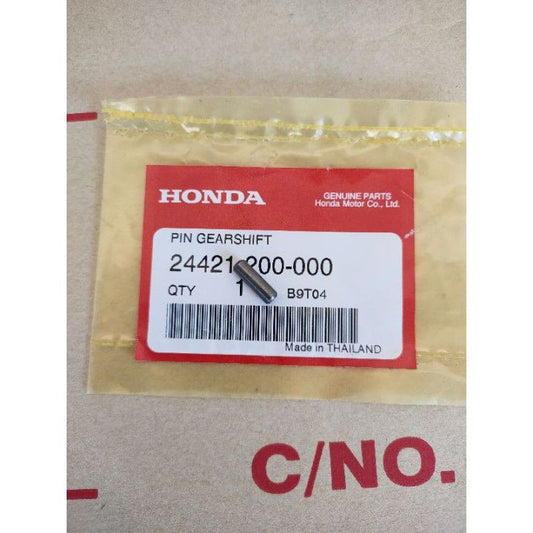 HONDA
GENUINE PARTS
Honda Motor Co., Ltd.
PIN GEARSHIFT
24421-200-000
QTY 1 B9T04
Made in THAILAND
C/NO.